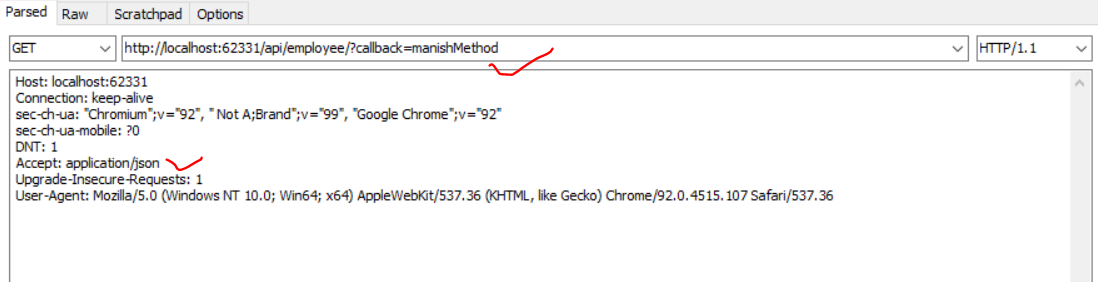 Parsed Raw Scratchpad Options
GET http://localhost:62331/api/employee/?callback=manishMethod HTTP/1.1
Host: localhost:62331
Connection: keep-alive
sec-ch-ua: "Chromium";v="92", " Not A;Brand";v="99", "Google Chrome";v="92"
sec-ch-ua-mobile: ?0
DNT: 1
Accept: application/json
Upgrade-Insecure-Requests: 1
User-Agent: Mozilla/5.0 (Windows NT 10.0; Win64; x64) AppleWebKit/537.36 (KHTML, like Gecko) Chrome/92.0.4515.107 Safari/537.36